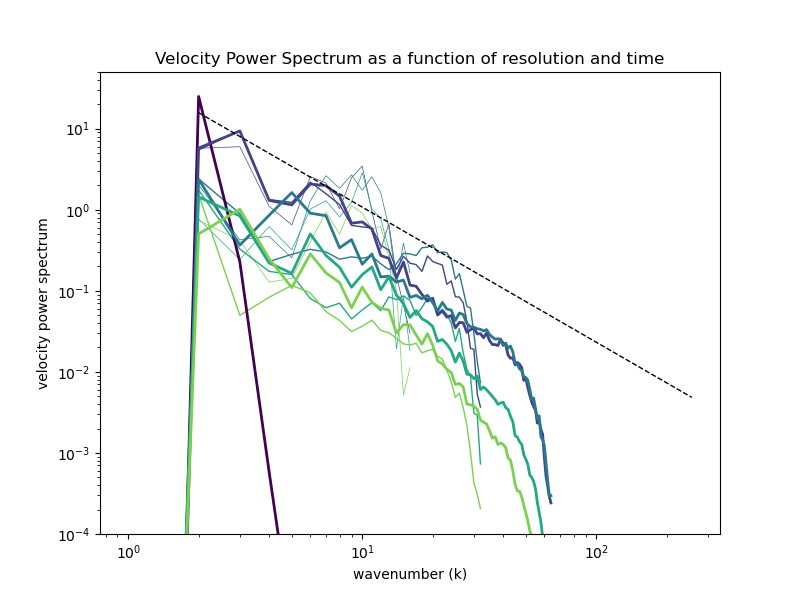 Velocity Power Spectrum as a function of resolution and time
velocity power spectrum
10¹
10⁰
10⁻¹
10⁻²
10⁻³
10⁻⁴
10⁰ 10¹ 10²
wavenumber (k)